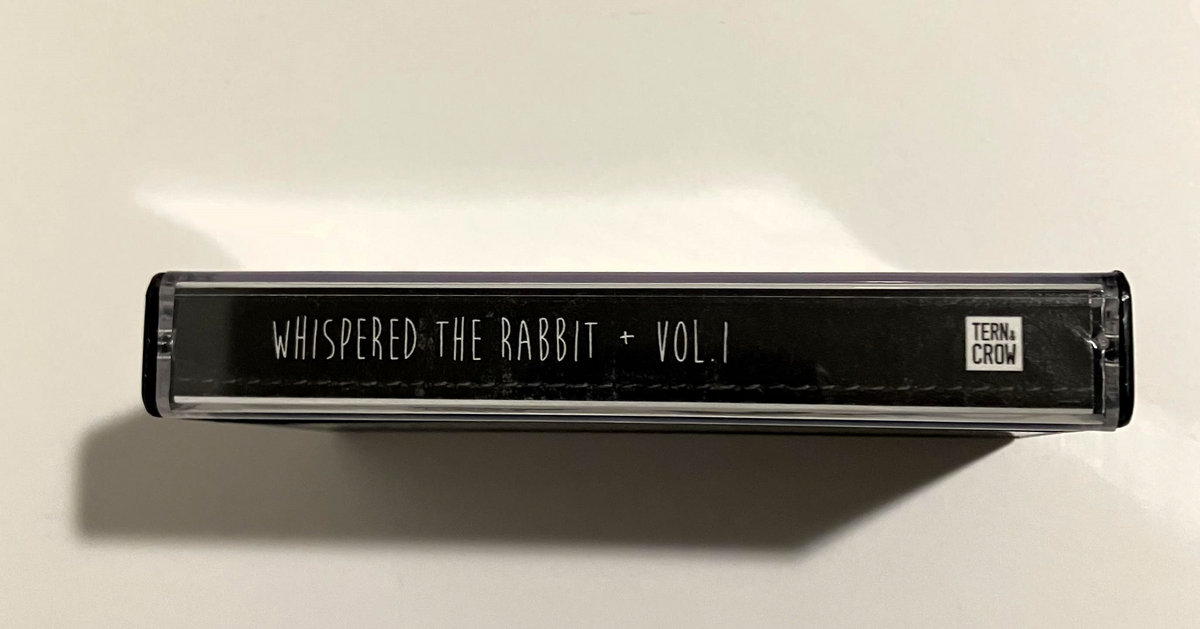 WHISPERED THE RABBIT + VOL.1
TERN&
CROW